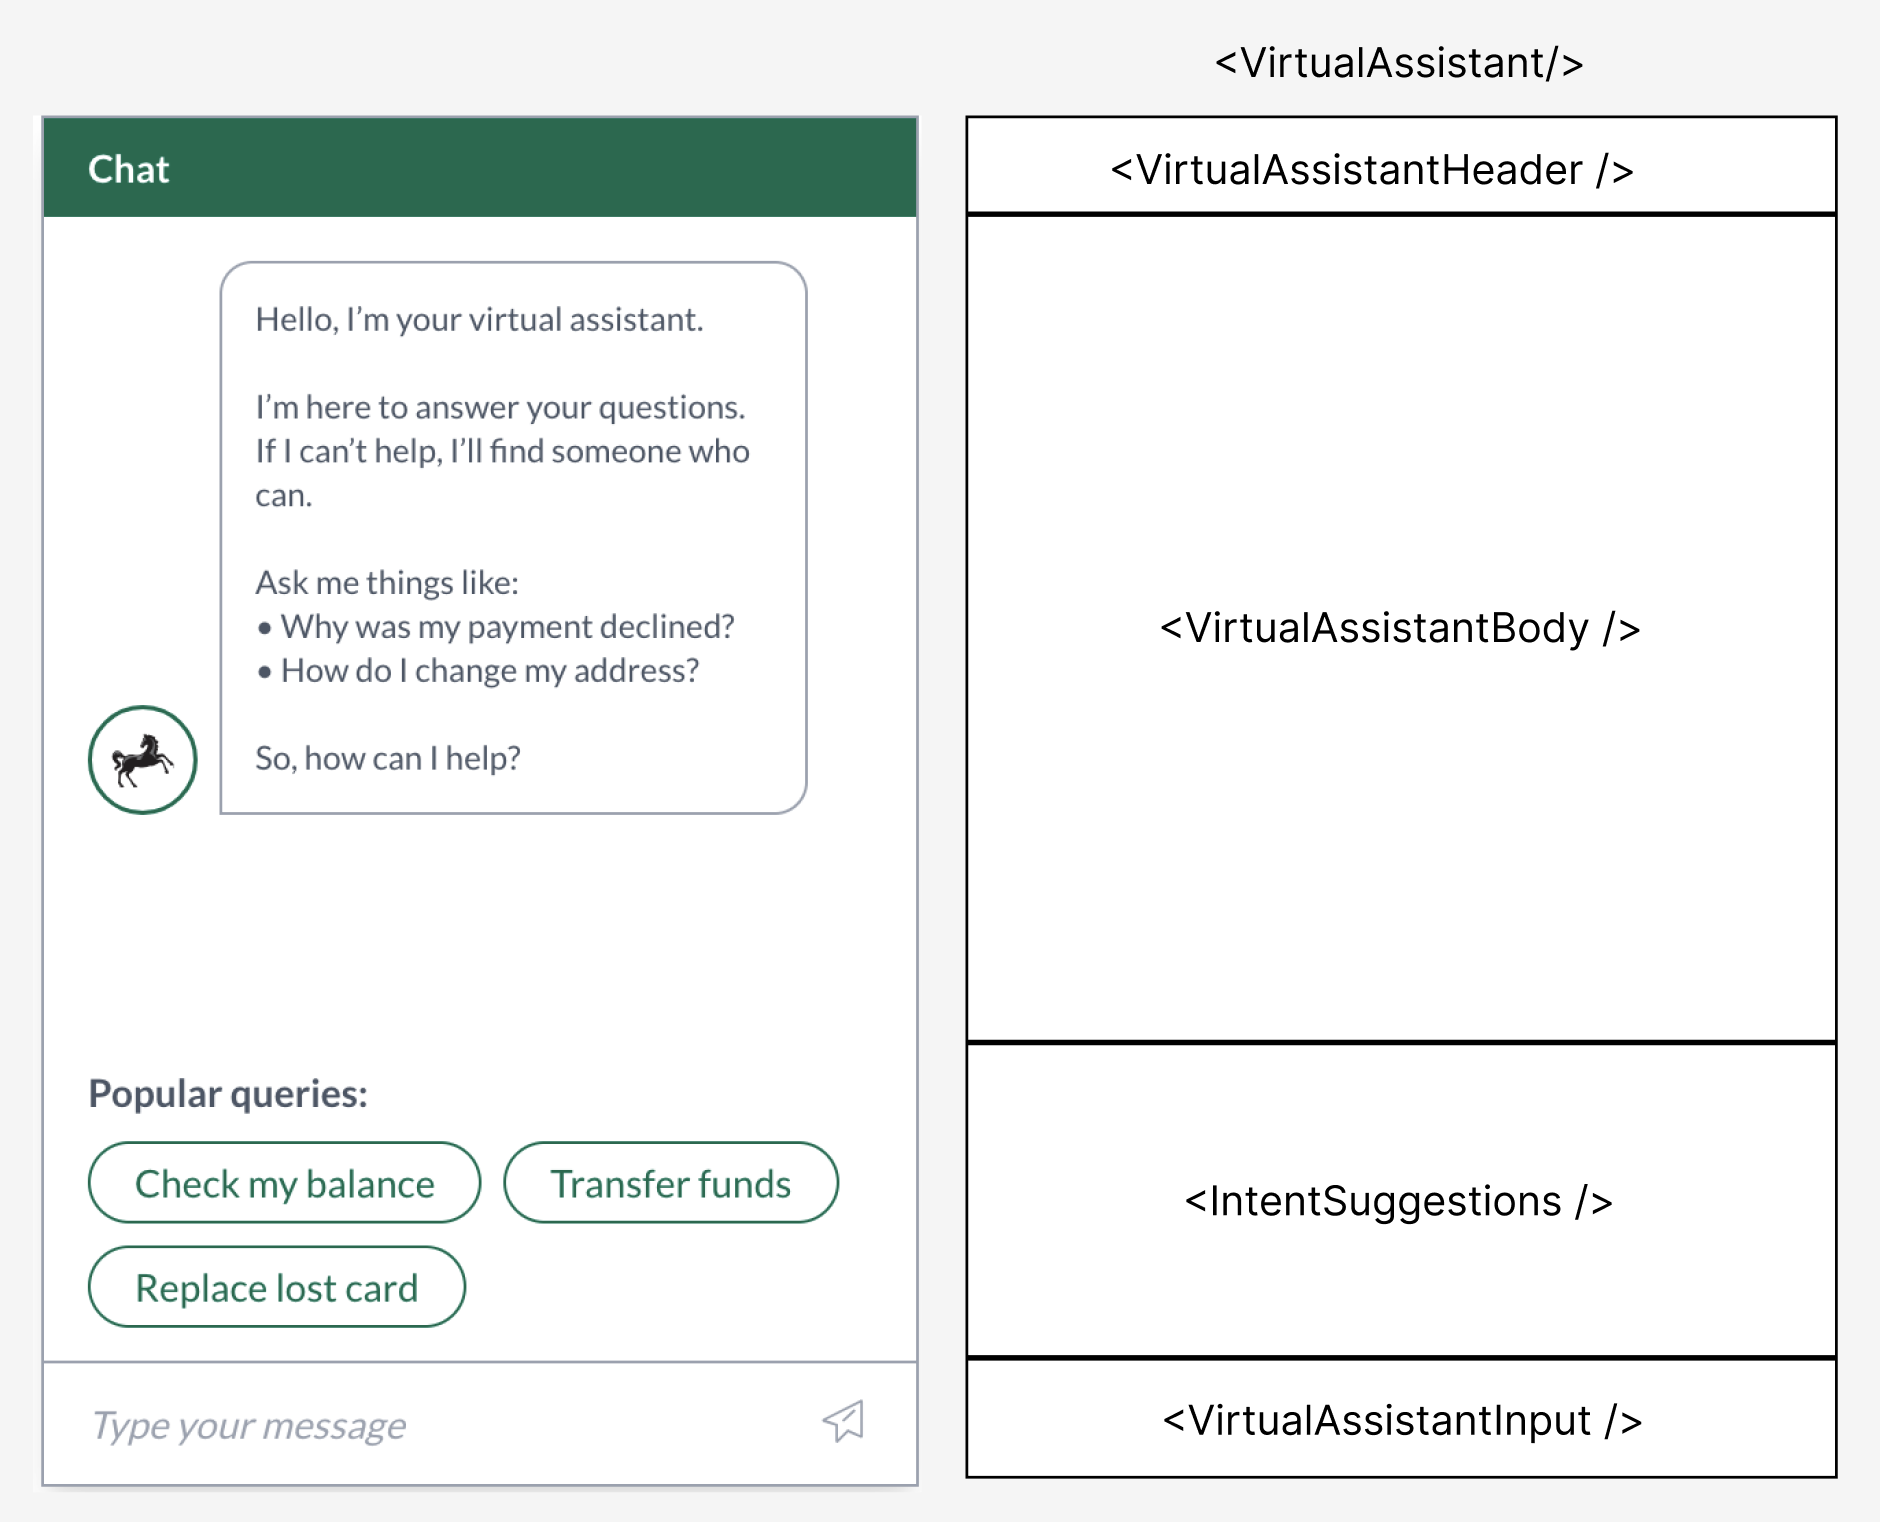 <VirtualAssistant/>
Chat
Hello, I’m your virtual assistant.
I’m here to answer your questions.
If I can’t help, I’ll find someone who
can.
Ask me things like:
• Why was my payment declined?
• How do I change my address?
So, how can I help?
Popular queries:
Check my balance
Transfer funds
Replace lost card
Type your message
<VirtualAssistantHeader />
<VirtualAssistantBody />
<IntentSuggestions />
<VirtualAssistantInput />